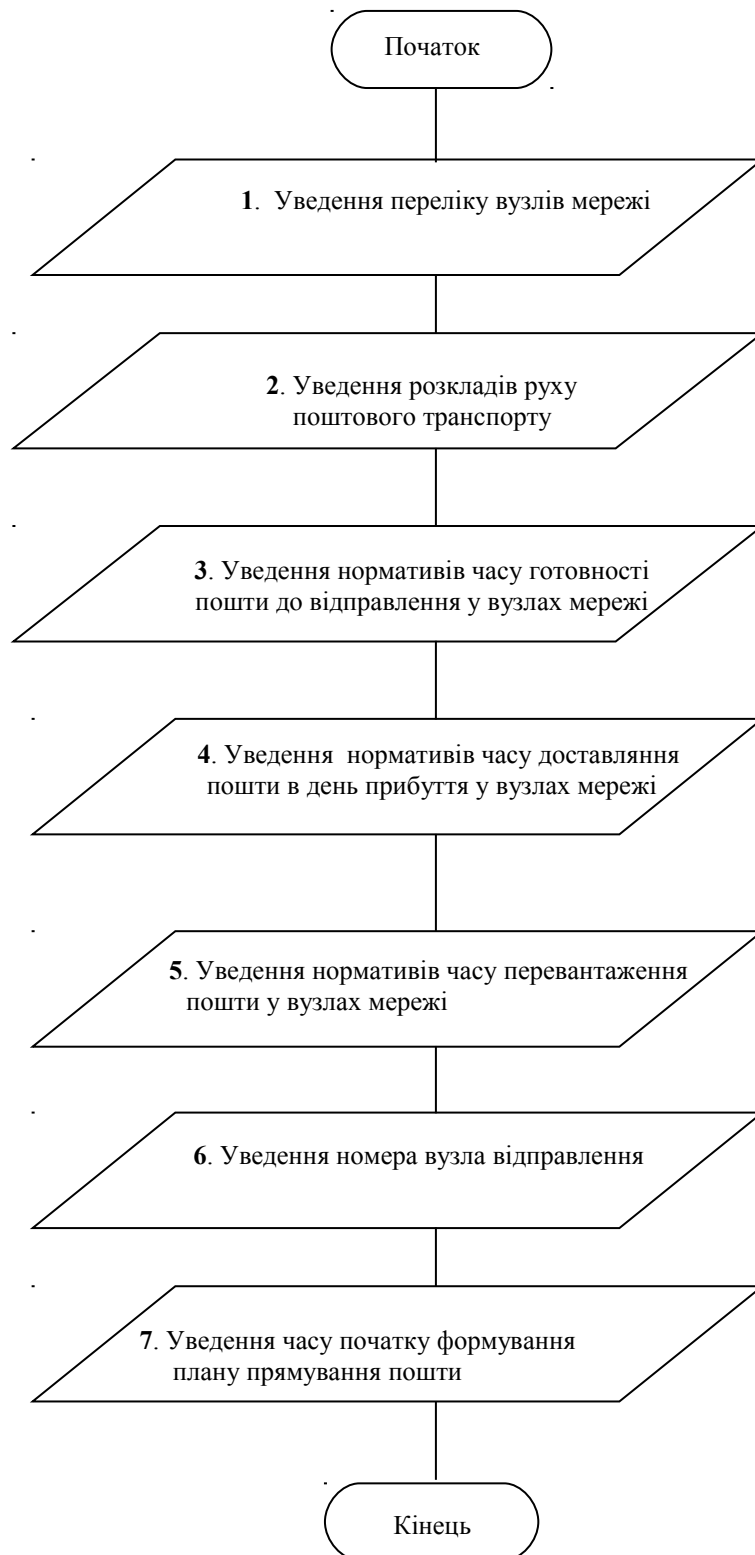 Початок
1. Уведення переліку вузлів мережі
2. Уведення розкладів руху
поштового транспорту
3. Уведення нормативів часу готовності
пошти до відправлення у вузлах мережі
4. Уведення нормативів часу доставляння
пошти в день прибуття у вузлах мережі
5. Уведення нормативів часу перевантаження
пошти у вузлах мережі
6. Уведення номера вузла відправлення
7. Уведення часу початку формування
плану прямування пошти
Кінець